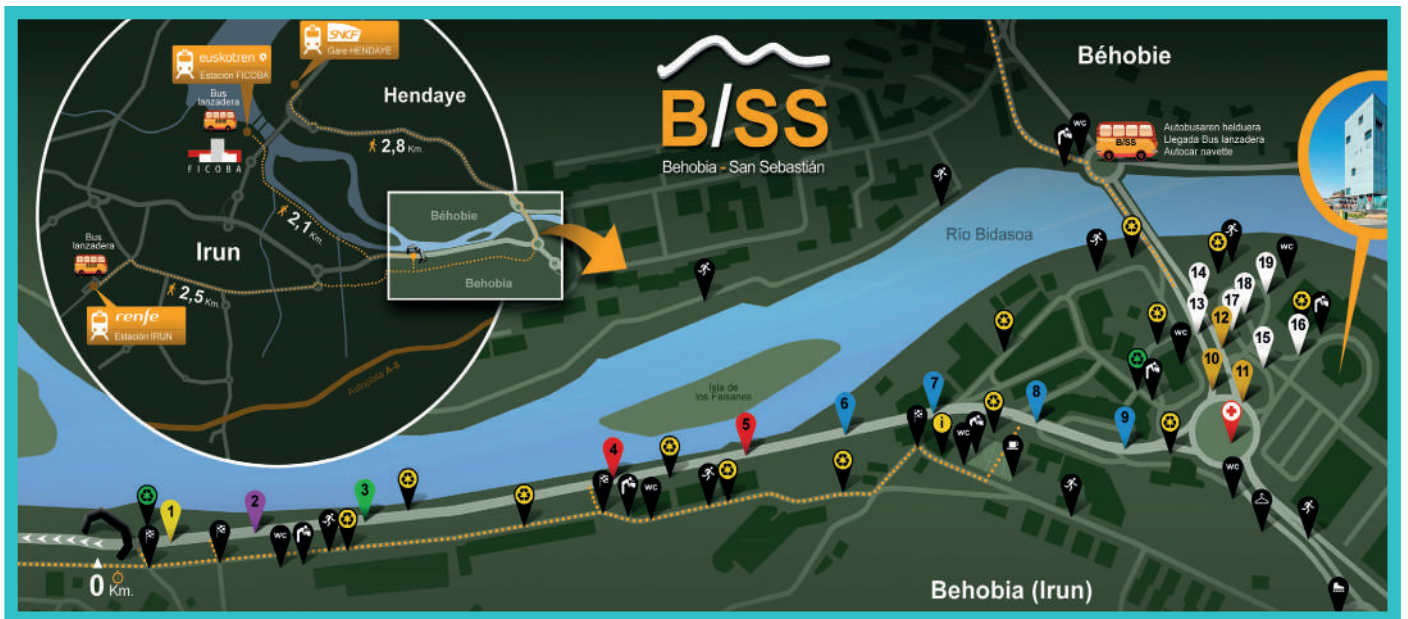 SNCF
Gare HENDAYE
euskotren
Estación FICOBA
Bus
lanzadera
FICOBA
Hendaye
2,8 Km.
2,1 Km.
Irun
Bus
lanzadera
2,5 Km.
renfe
Estación IRUN
Autopista A-8
Béhobie
Behobia
B/SS
Behobia - San Sebastián
Béhobie
WC
B/SS
Autobusaren helduera
Llegada Bus lanzadera
Autocar navette
Río Bidasoa
Isla de
los Faisanes
14
13
19
18
17
12
WC
16
15
WC
10
11
9
8
7
6
5
4
3
2
1
i
WC
WC
WC
WC
0 Km.
Behobia (Irun)